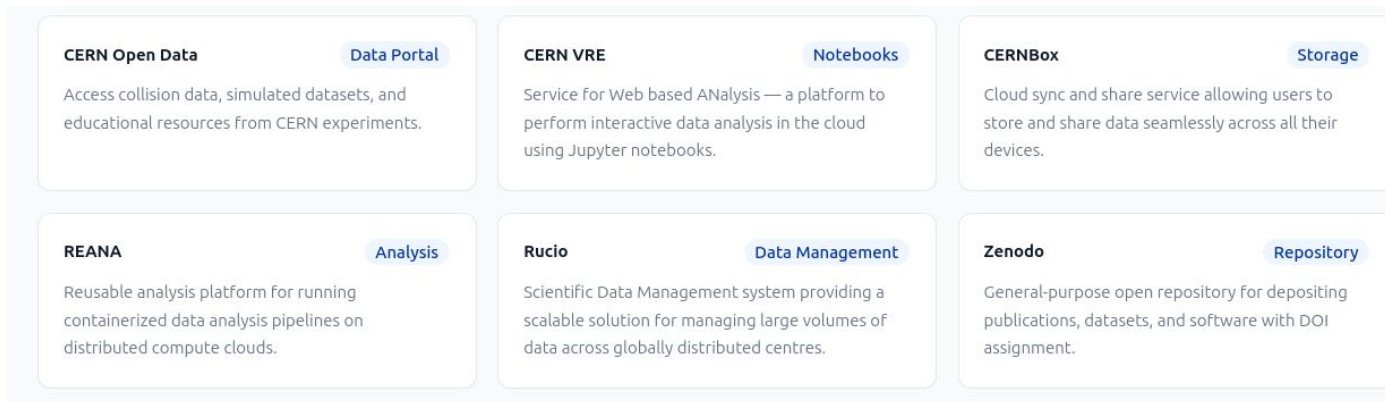 CERN Open Data
Data Portal
Access collision data, simulated datasets, and
educational resources from CERN experiments.
CERN VRE
Notebooks
Service for Web based ANalysis — a platform to
perform interactive data analysis in the cloud
using Jupyter notebooks.
CERNBox
Storage
Cloud sync and share service allowing users to
store and share data seamlessly across all their
devices.
REANA
Analysis
Reusable analysis platform for running
containerized data analysis pipelines on
distributed compute clouds.
Rucio
Data Management
Scientific Data Management system providing a
scalable solution for managing large volumes of
data across globally distributed centres.
Zenodo
Repository
General-purpose open repository for depositing
publications, datasets, and software with DOI
assignment.